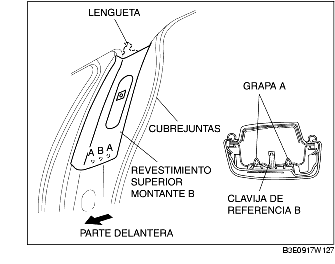 LENGUETA
GRAPA A
CUBREJUNTAS
A B A
REVESTIMIENTO
SUPERIOR
MONTANTE B
CLAVIJA DE
REFERENCIA B
PARTE DELANTERA
B3E0917W127